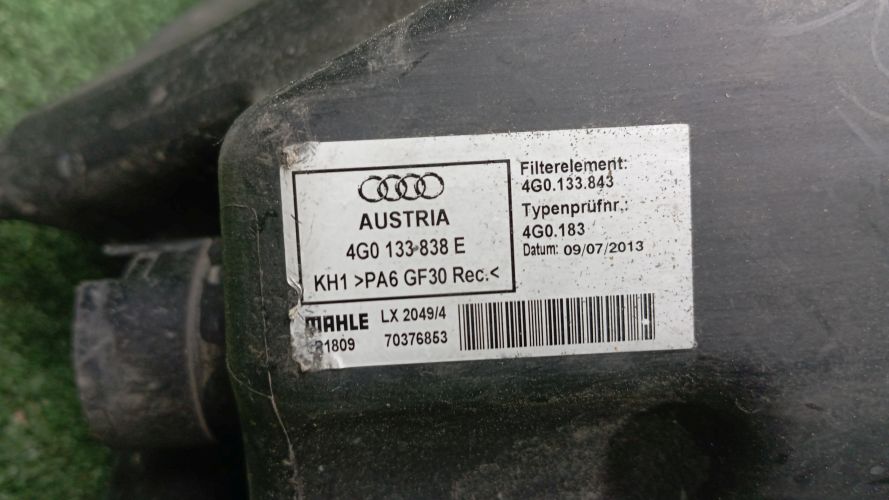 AUSTRIA
4G0 133 838 E
KH1 >PA6 GF30 Rec.<
Filterelement:
4G0.133.843
Typenprüfnr.:
4G0.183
Datum: 09/07/2013
MAHLE LX 2049/4
1809 70376853